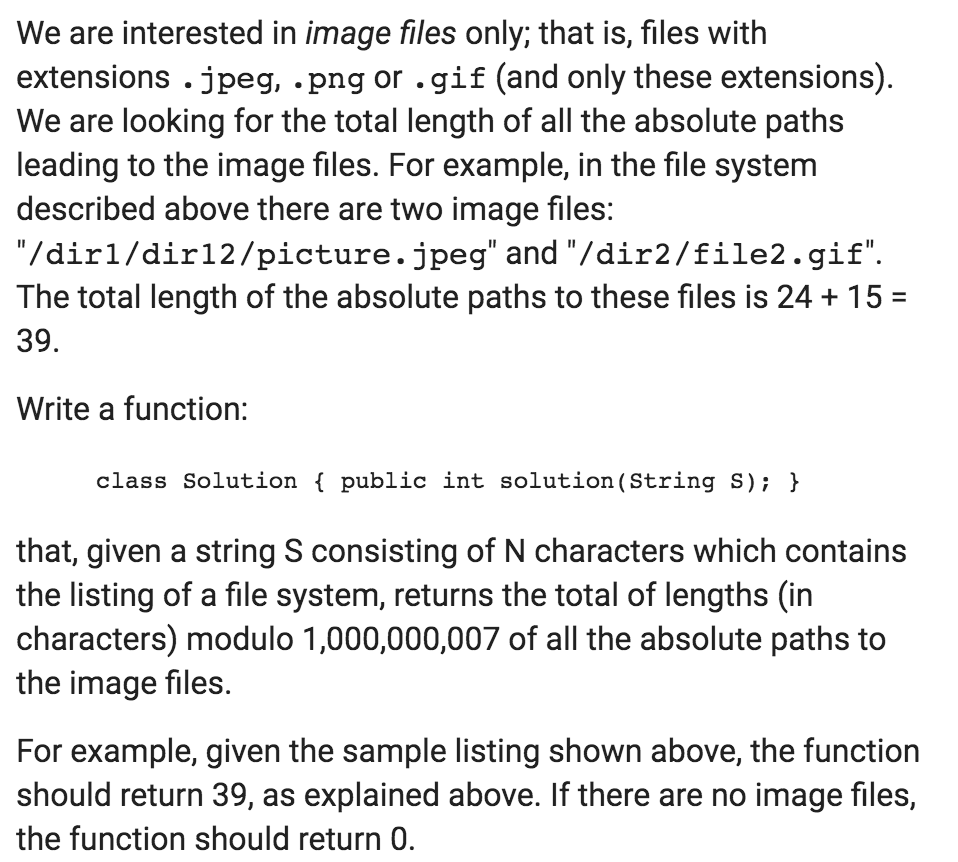 We are interested in image files only; that is, files with
extensions .jpeg, .png or .gif (and only these extensions).
We are looking for the total length of all the absolute paths
leading to the image files. For example, in the file system
described above there are two image files:
"/dir1/dir12/picture.jpeg" and "/dir2/file2.gif".
The total length of the absolute paths to these files is 24 + 15 =
39.
Write a function:
class Solution { public int solution(String S); }
that, given a string S consisting of N characters which contains
the listing of a file system, returns the total of lengths (in
characters) modulo 1,000,000,007 of all the absolute paths to
the image files.
For example, given the sample listing shown above, the function
should return 39, as explained above. If there are no image files,
the function should return 0.